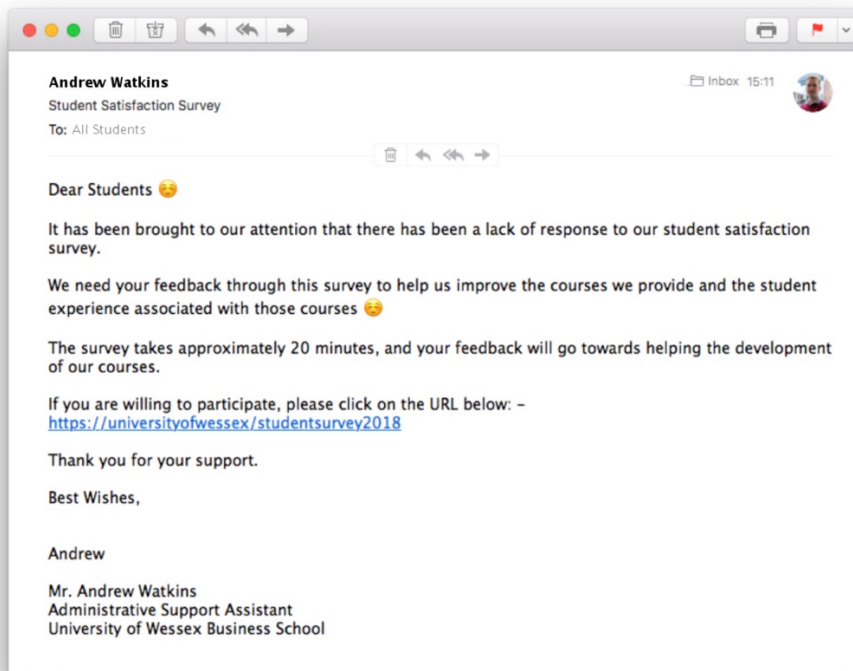 Andrew Watkins
Inbox 15:11
Student Satisfaction Survey
To: All Students
Dear Students ☺️
It has been brought to our attention that there has been a lack of response to our student satisfaction
survey.
We need your feedback through this survey to help us improve the courses we provide and the student
experience associated with those courses ☺️
The survey takes approximately 20 minutes, and your feedback will go towards helping the development
of our courses.
If you are willing to participate, please click on the URL below: –
https://universityofwessex/studentsurvey2018
Thank you for your support.
Best Wishes,
Andrew
Mr. Andrew Watkins
Administrative Support Assistant
University of Wessex Business School